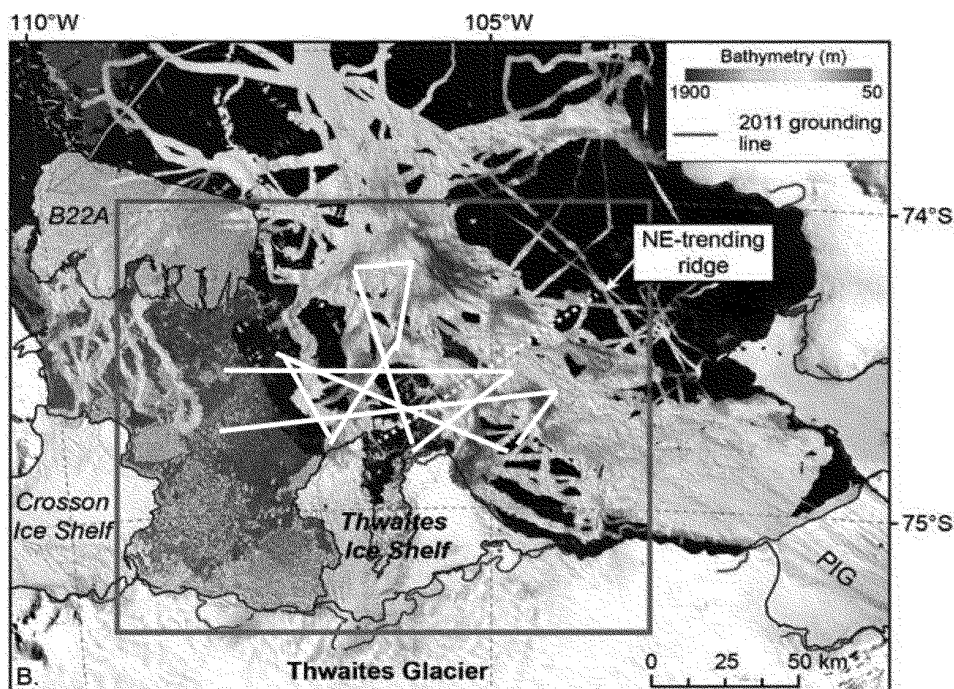 110°W
105°W
Bathymetry (m)
1900 50
2011 grounding
line
B22A
74°S
NE-trending
ridge
Crosson
Ice Shelf
Thwaites
Ice Shelf
75°S
PIG
B.
Thwaites Glacier
0 25 50 km